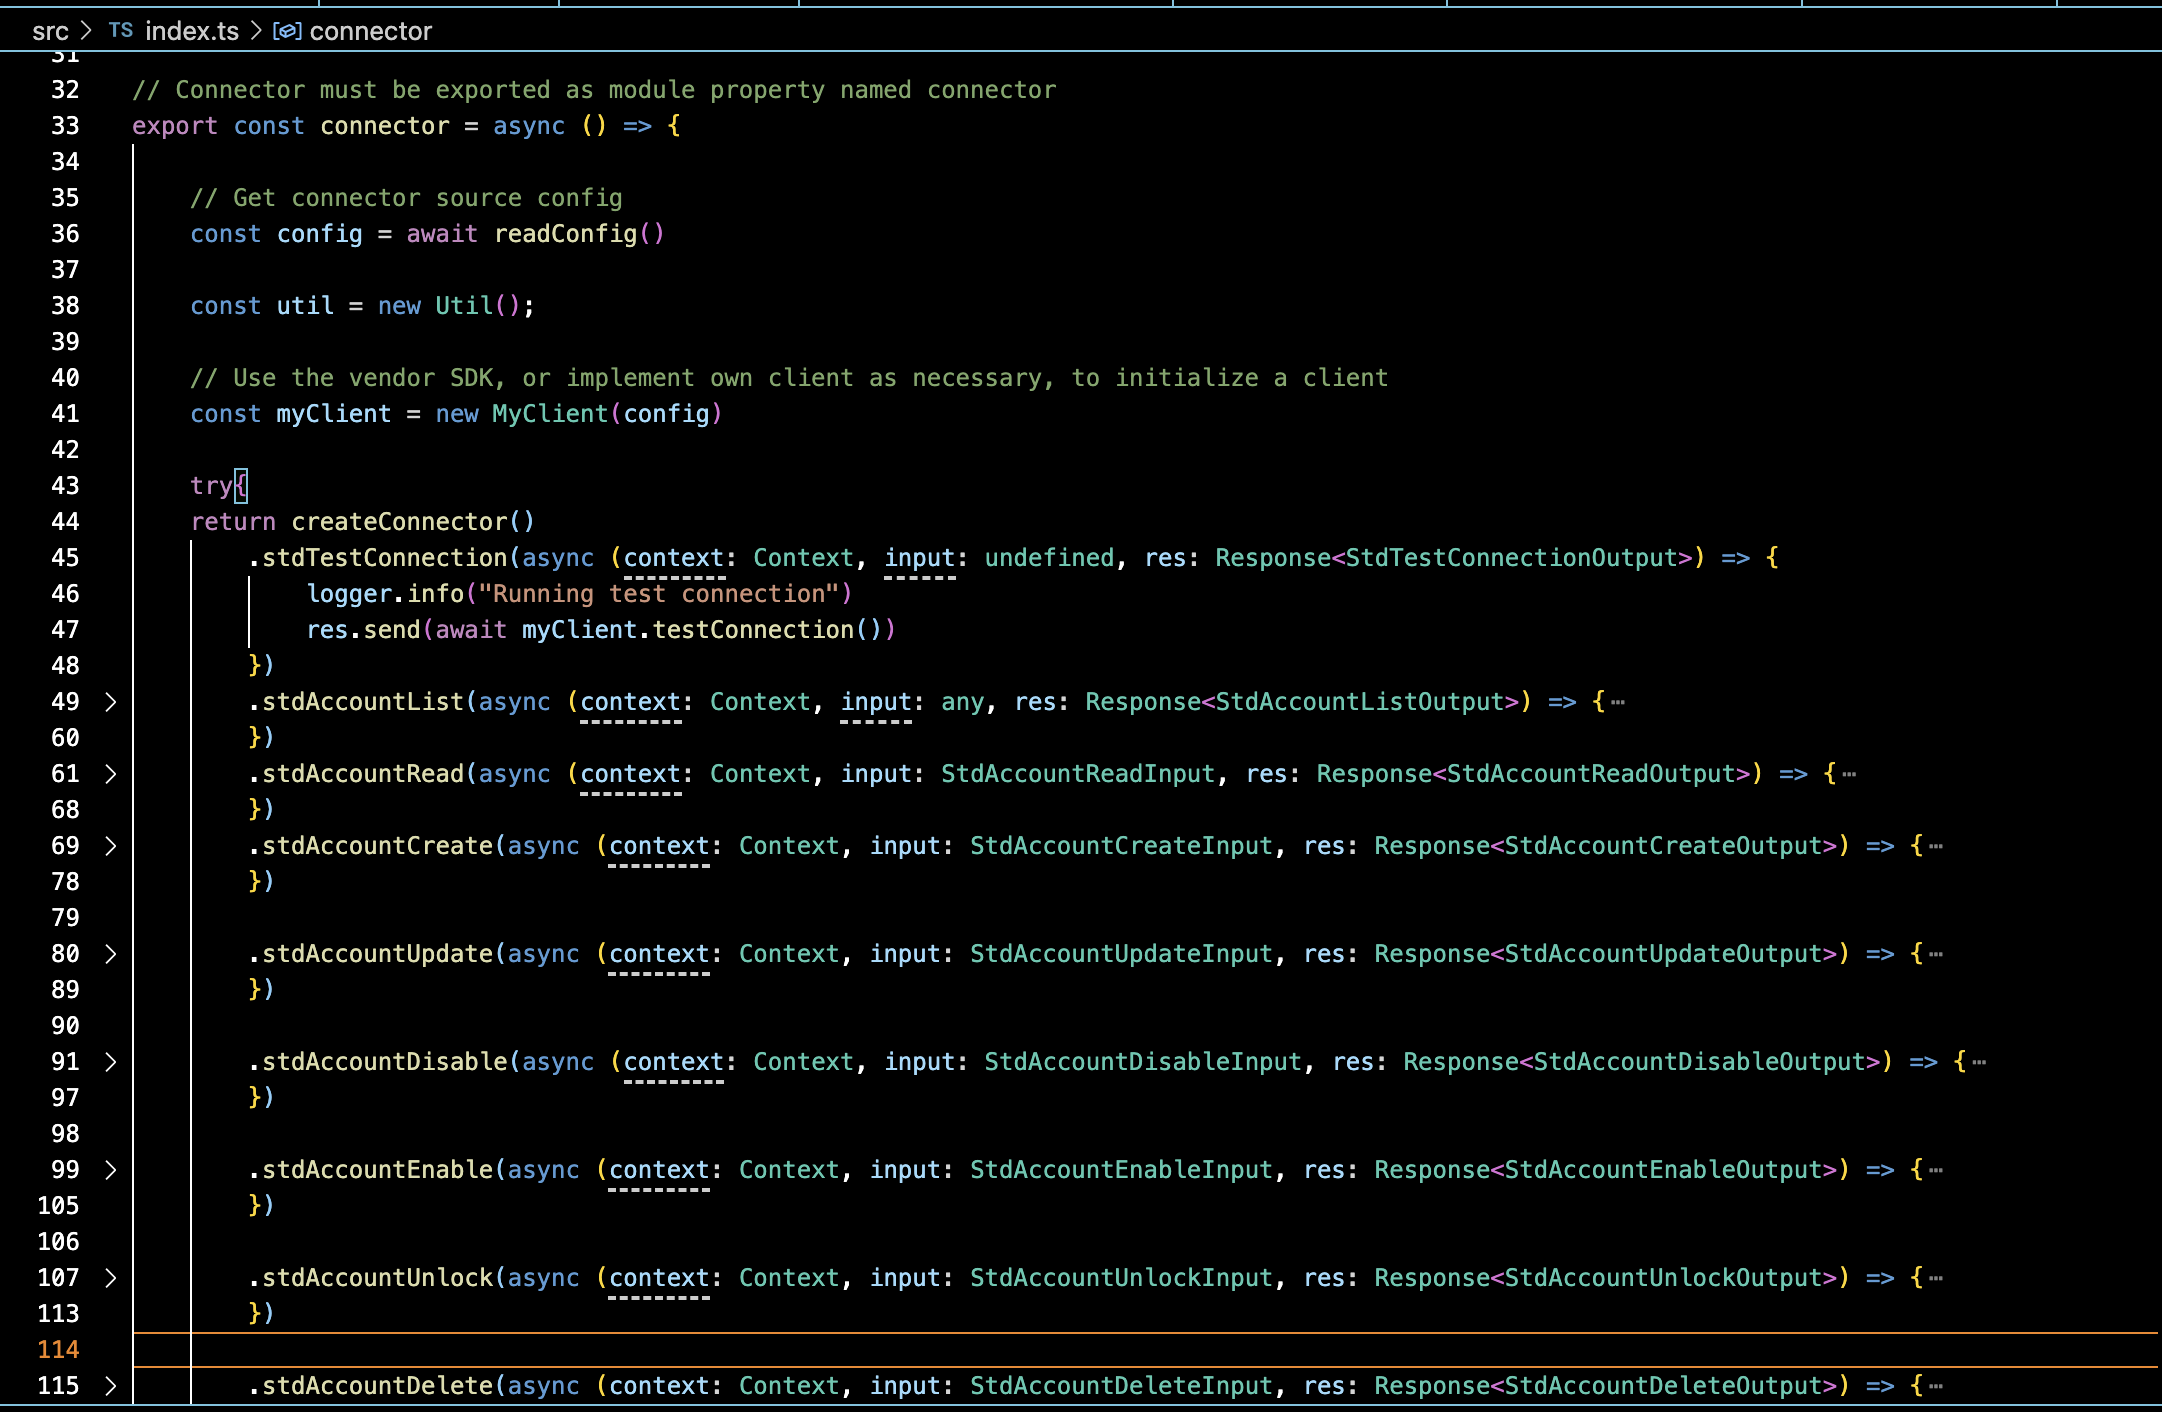 src > TS index.ts > connector
31
32 // Connector must be exported as module property named connector
33 export const connector = async () => {
34
35 // Get connector source config
36 const config = await readConfig()
37
38 const util = new Util();
39
40 // Use the vendor SDK, or implement own client as necessary, to initialize a client
41 const myClient = new MyClient(config)
42
43 try{
44 return createConnector()
45 .stdTestConnection(async (context: Context, input: undefined, res: Response<StdTestConnectionOutput>) => {
46 logger.info("Running test connection")
47 res.send(await myClient.testConnection())
48 })
49 > .stdAccountList(async (context: Context, input: any, res: Response<StdAccountListOutput>) => {…
60 })
61 > .stdAccountRead(async (context: Context, input: StdAccountReadInput, res: Response<StdAccountReadOutput>) => {…
68 })
69 > .stdAccountCreate(async (context: Context, input: StdAccountCreateInput, res: Response<StdAccountCreateOutput>) => {…
78 })
79
80 > .stdAccountUpdate(async (context: Context, input: StdAccountUpdateInput, res: Response<StdAccountUpdateOutput>) => {…
89 })
90
91 > .stdAccountDisable(async (context: Context, input: StdAccountDisableInput, res: Response<StdAccountDisableOutput>) => {…
97 })
98
99 > .stdAccountEnable(async (context: Context, input: StdAccountEnableInput, res: Response<StdAccountEnableOutput>) => {…
105 })
106
107 > .stdAccountUnlock(async (context: Context, input: StdAccountUnlockInput, res: Response<StdAccountUnlockOutput>) => {…
113 })
114
115 > .stdAccountDelete(async (context: Context, input: StdAccountDeleteInput, res: Response<StdAccountDeleteOutput>) => {…